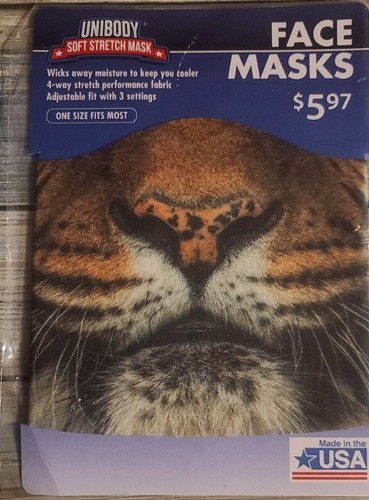 UNIBODY®
SOFT STRETCH MASK
Wicks away moisture to keep you cooler
4-way stretch performance fabric
Adjustable fit with 3 settings
ONE SIZE FITS MOST
FACE
MASKS
$5.97
Made in the
USA